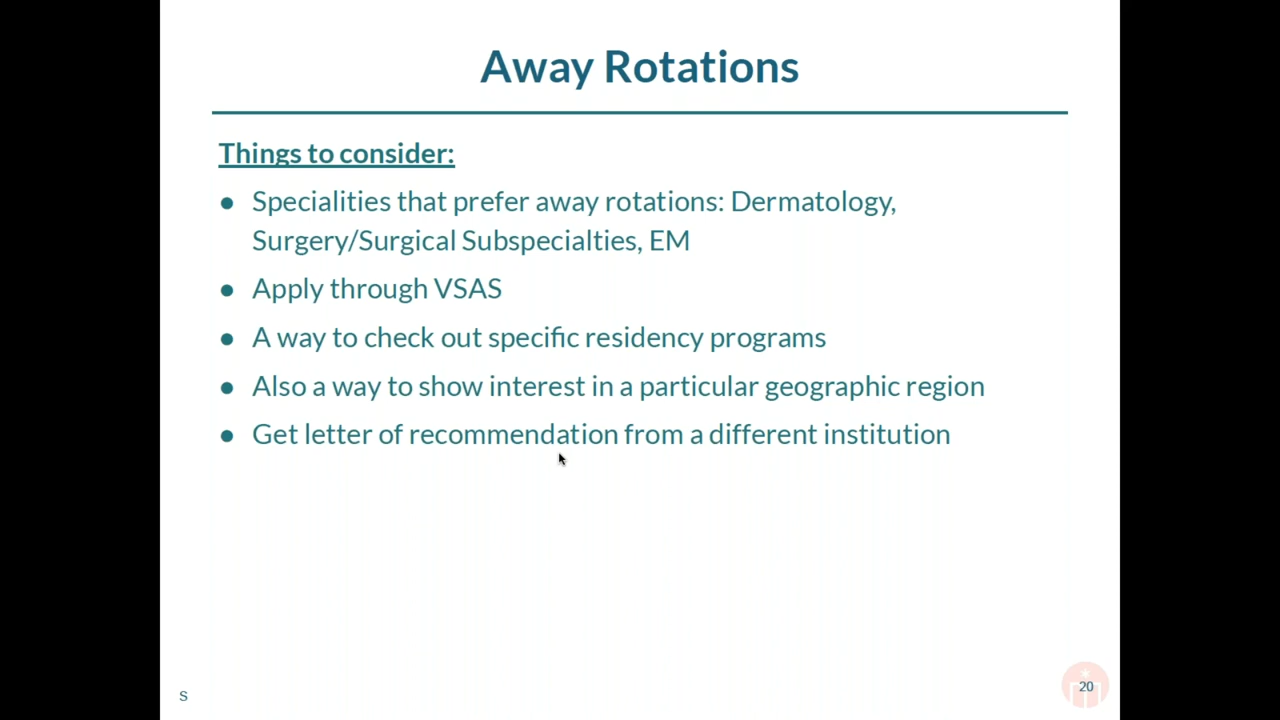 Away Rotations
Things to consider:
● Specialities that prefer away rotations: Dermatology,
Surgery/Surgical Subspecialties, EM
● Apply through VSAS
● A way to check out specific residency programs
● Also a way to show interest in a particular geographic region
● Get letter of recommendation from a different institution
S
20